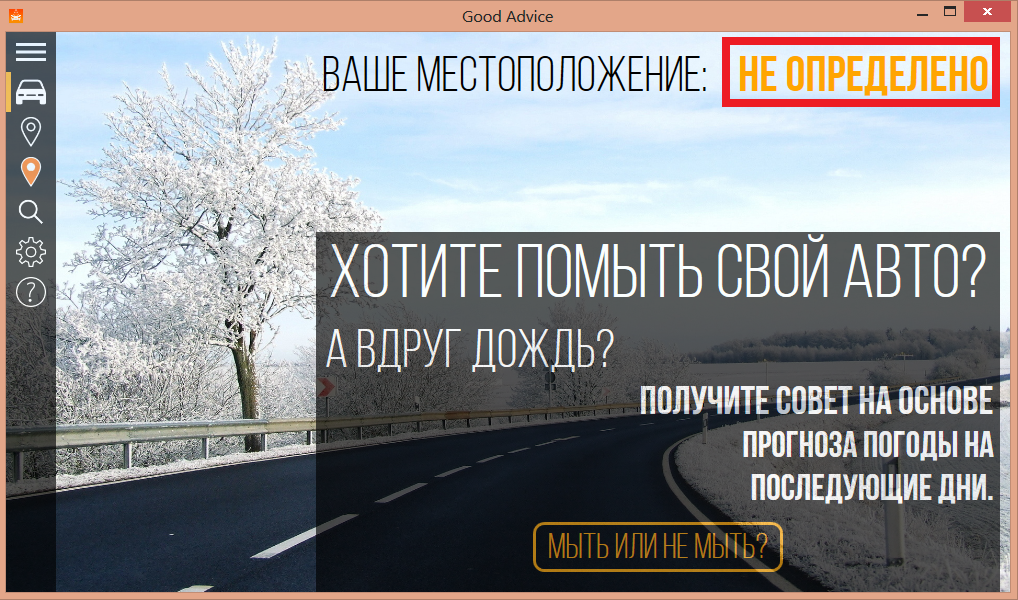 Good Advice
ВАШЕ МЕСТОПОЛОЖЕНИЕ: НЕ ОПРЕДЕЛЕНО
ХОТИТЕ ПОМЫТЬ СВОЙ АВТО?
А ВДРУГ ДОЖДЬ?
ПОЛУЧИТЕ СОВЕТ НА ОСНОВЕ
ПРОГНОЗА ПОГОДЫ НА
ПОСЛЕДУЮЩИЕ ДНИ.
МЫТЬ ИЛИ НЕ МЫТЬ?